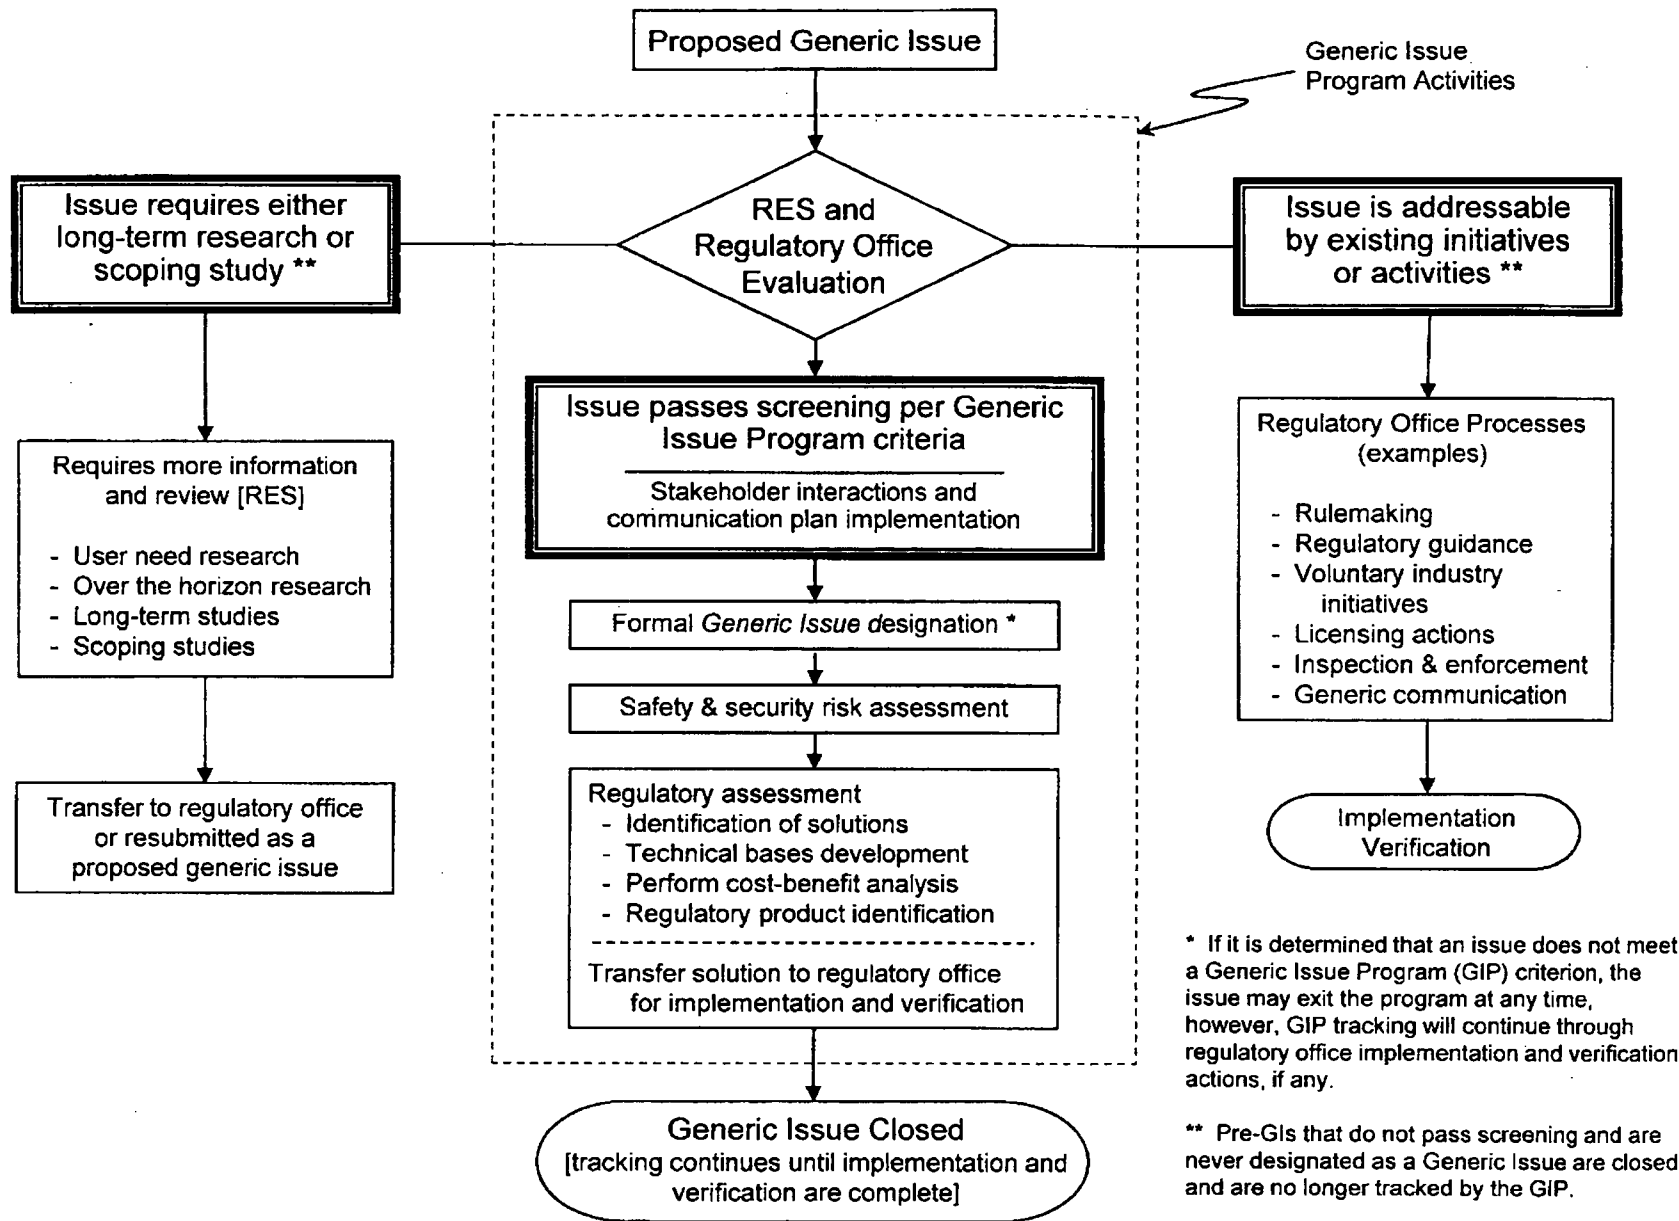 Proposed Generic Issue
Generic Issue
Program Activities
RES and
Regulatory Office
Evaluation
Issue requires either
long-term research or
scoping study **
Requires more information
and review [RES]
- User need research
- Over the horizon research
- Long-term studies
- Scoping studies
Transfer to regulatory office
or resubmitted as a
proposed generic issue
Issue passes screening per Generic
Issue Program criteria
Stakeholder interactions and
communication plan implementation
Formal Generic Issue designation *
Safety & security risk assessment
Regulatory assessment
- Identification of solutions
- Technical bases development
- Perform cost-benefit analysis
- Regulatory product identification
Transfer solution to regulatory office
for implementation and verification
Generic Issue Closed
[tracking continues until implementation and
verification are complete]
Issue is addressable
by existing initiatives
or activities **
Regulatory Office Processes
(examples)
- Rulemaking
- Regulatory guidance
- Voluntary industry
initiatives
- Licensing actions
- Inspection & enforcement
- Generic communication
Implementation
Verification
* If it is determined that an issue does not meet
a Generic Issue Program (GIP) criterion, the
issue may exit the program at any time,
however, GIP tracking will continue through
regulatory office implementation and verification
actions, if any.
** Pre-GIs that do not pass screening and are
never designated as a Generic Issue are closed
and are no longer tracked by the GIP.